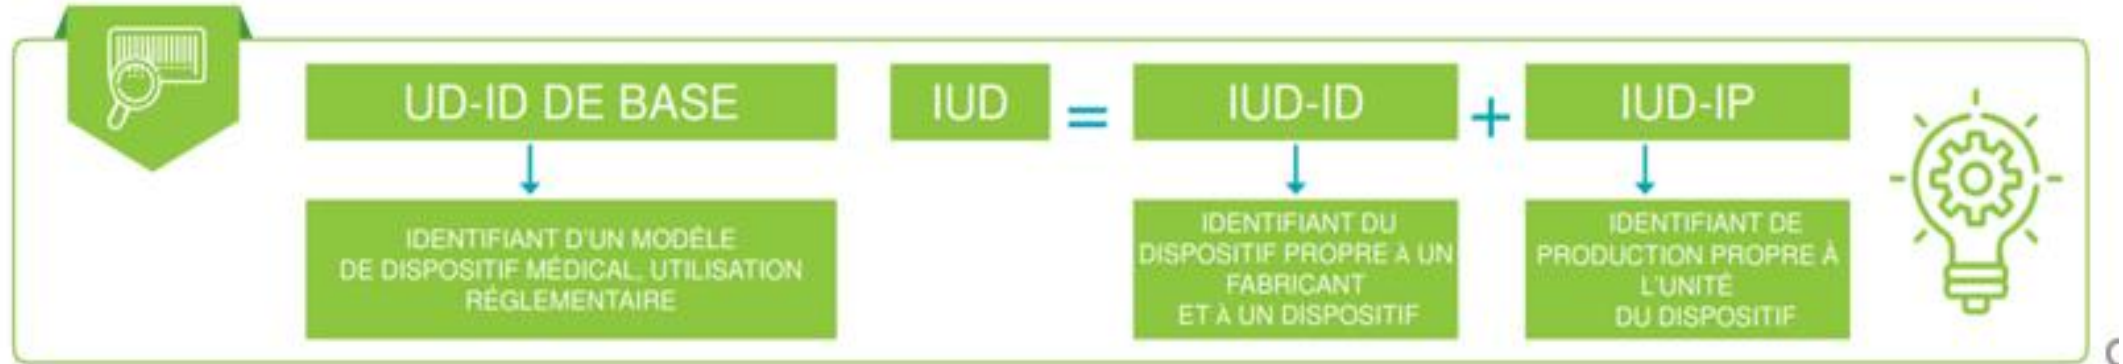 UD-ID DE BASE
IDENTIFIANT D'UN MODÈLE
DE DISPOSITIF MÉDICAL, UTILISATION
RÉGLEMENTAIRE
IUD
=
IUD-ID
+
IUD-IP
IDENTIFIANT DU
DISPOSITIF PROPRE À UN
FABRICANT
ET À UN DISPOSITIF
IDENTIFIANT DE
PRODUCTION PROPRE À
L'UNITÉ
DU DISPOSITIF